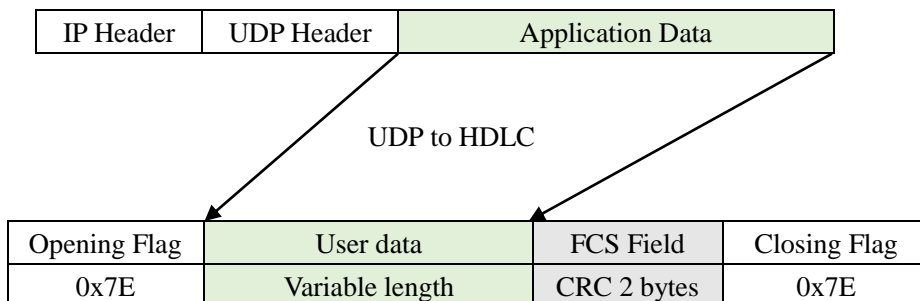 IP Header UDP Header Application Data
UDP to HDLC
Opening Flag User data FCS Field Closing Flag
0x7E Variable length CRC 2 bytes 0x7E